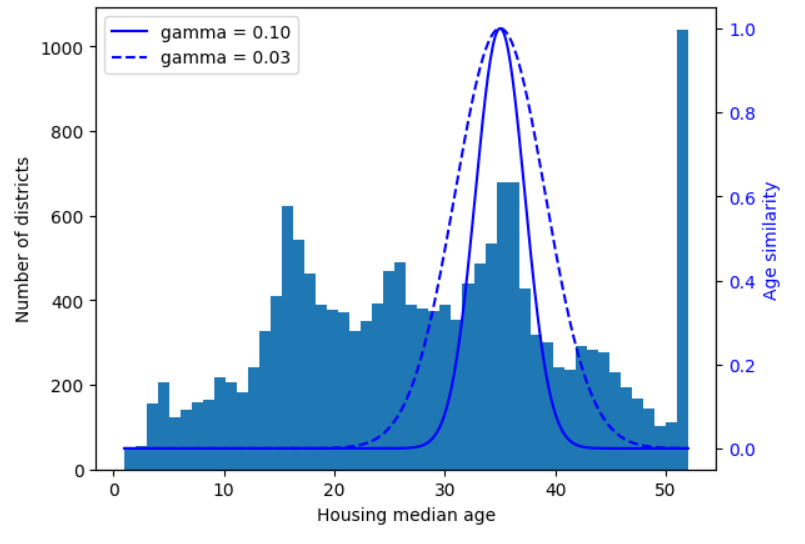 gamma = 0.10
gamma = 0.03
1000
800
600
400
200
0
Number of districts
1.0
0.8
0.6
0.4
0.2
0.0
Age similarity
0 10 20 30 40 50
Housing median age